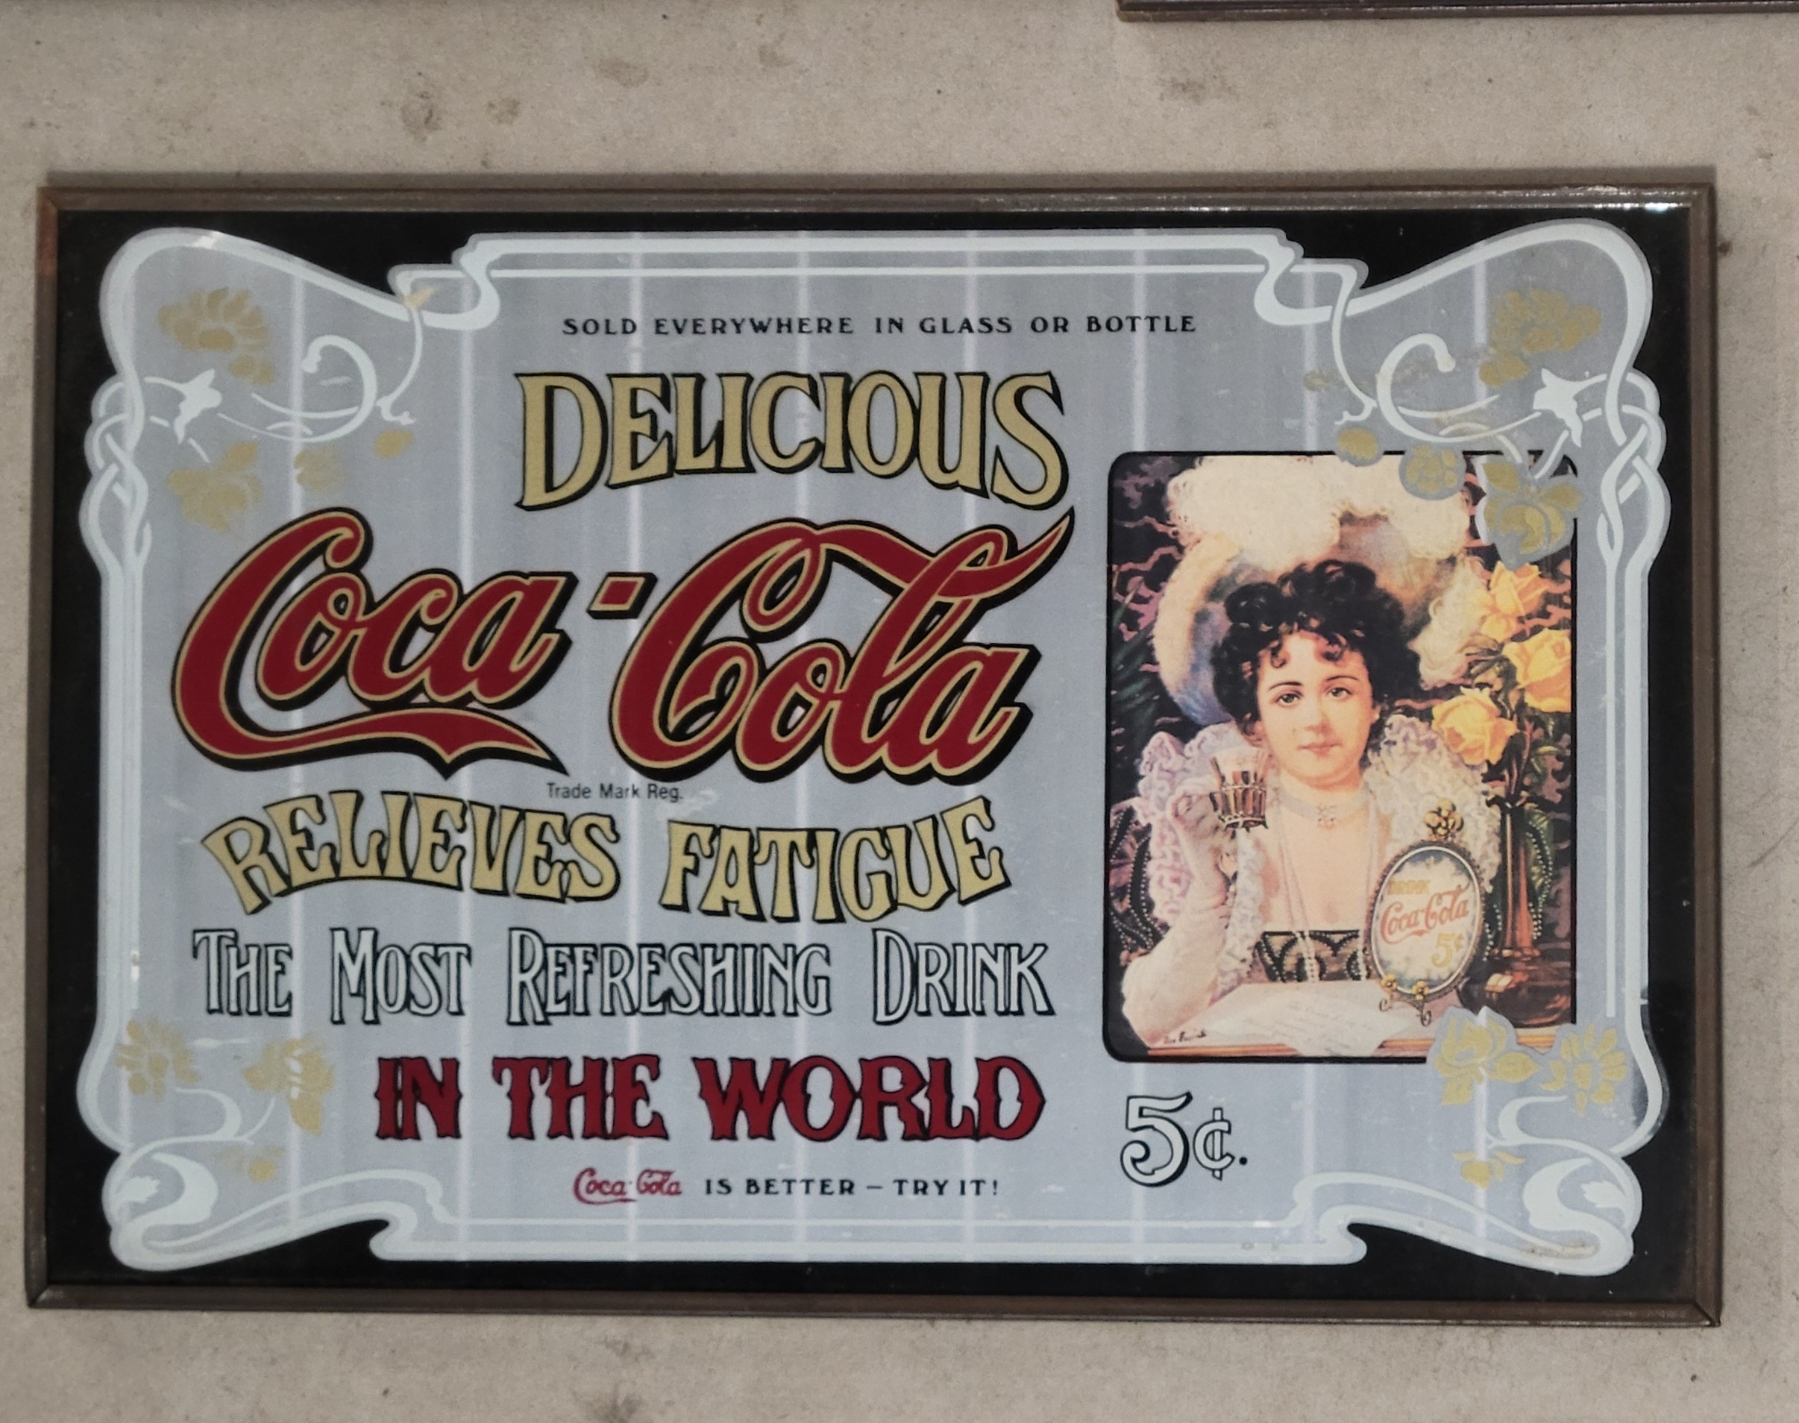 SOLD EVERYWHERE IN GLASS OR BOTTLE
DELICIOUS
Coca-Cola
Trade Mark Reg.
RELIEVES FATIGUE
THE MOST REFRESHING DRINK
IN THE WORLD
Coca-Cola IS BETTER – TRY IT!
DRINK
Coca-Cola
5¢
5¢.